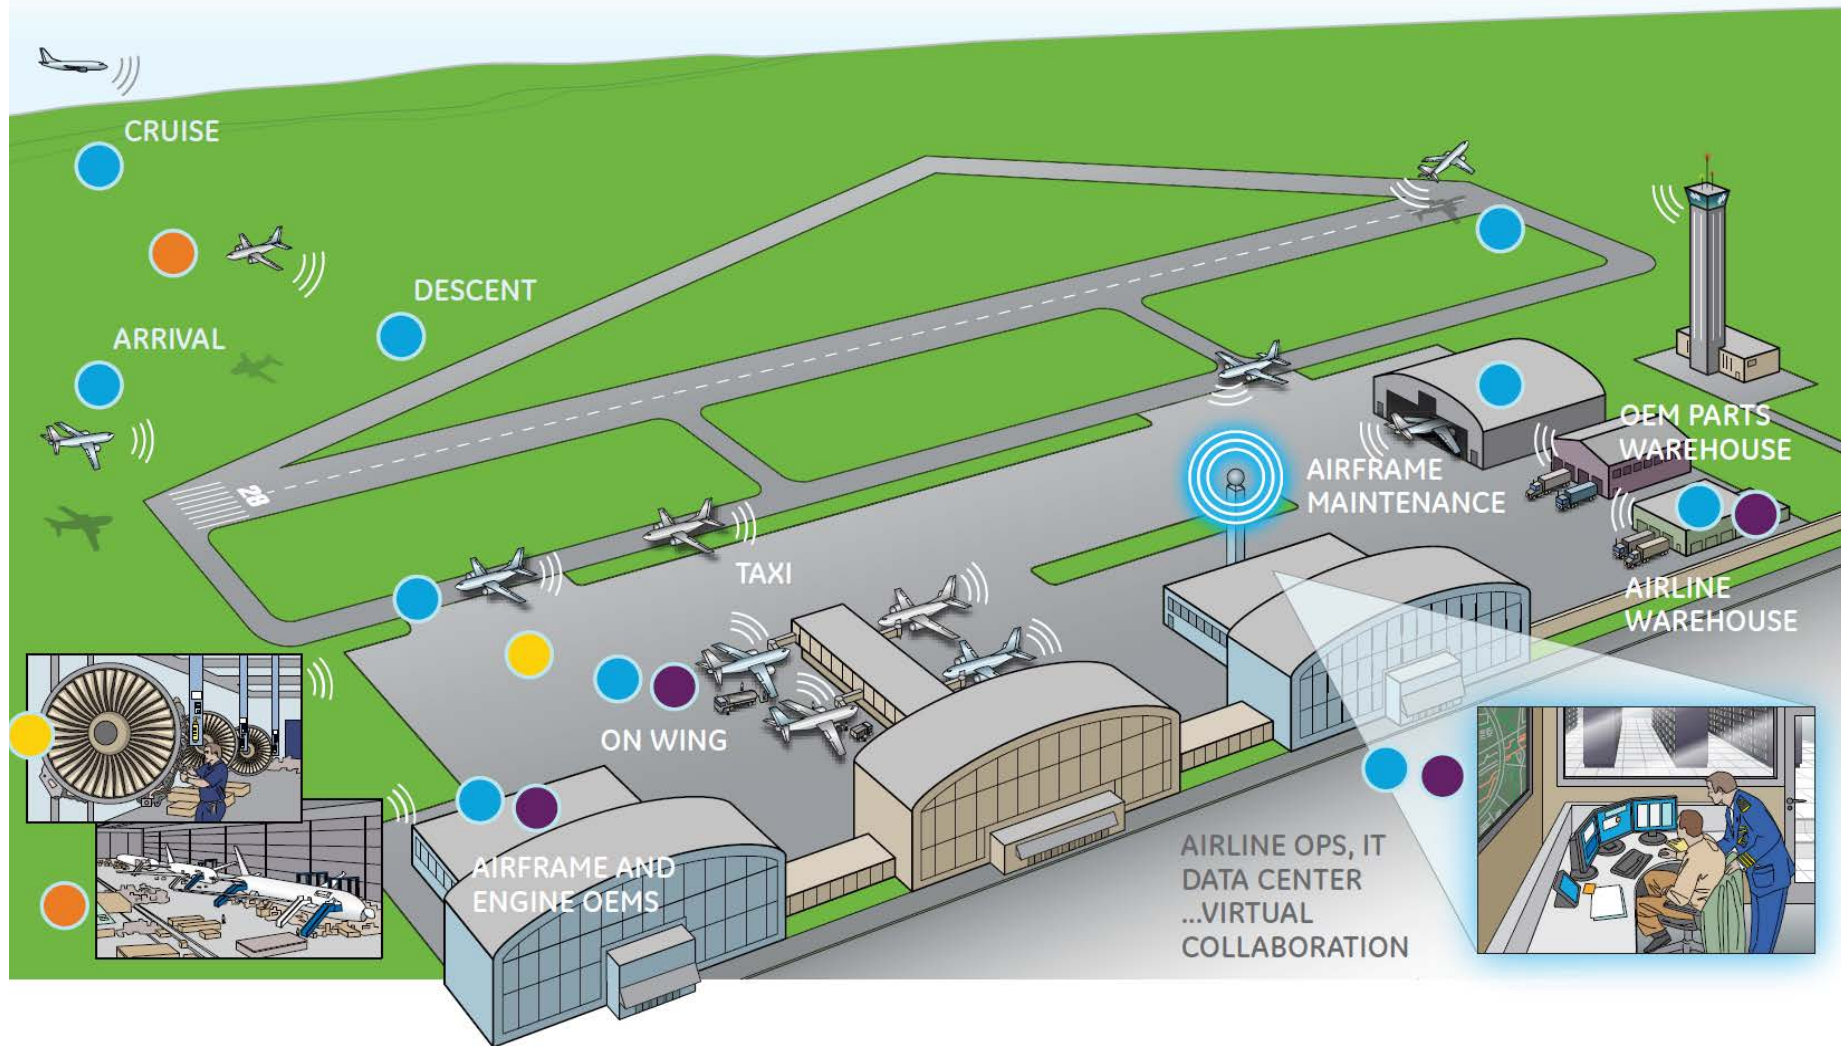 CRUISE
DESCENT
ARRIVAL
OEM PARTS
WAREHOUSE
AIRFRAME
MAINTENANCE
28
TAXI
AIRLINE
WAREHOUSE
ON WING
AIRFRAME AND
ENGINE OEMS
AIRLINE OPS, IT
DATA CENTER
...VIRTUAL
COLLABORATION